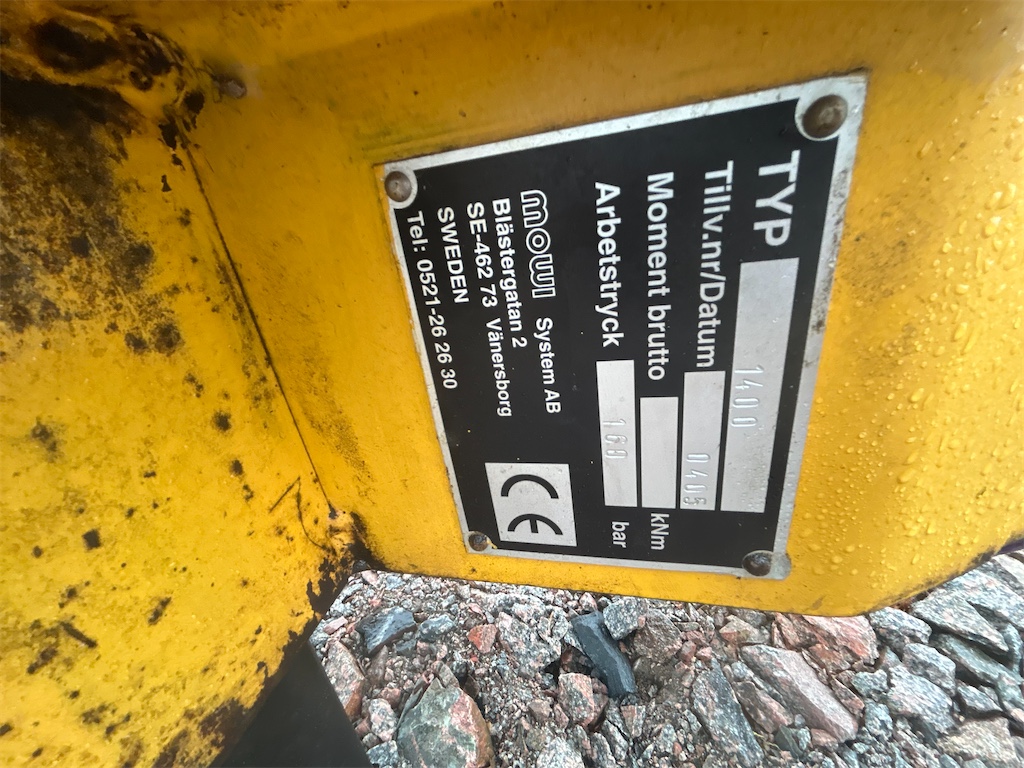 TYP 1400
Tillv.nr/Datum 0405
Moment brutto kNm
Arbetstryck 160 bar
mowi System AB
Blästergatan 2
SE-462 73 Vänersborg
SWEDEN
Tel: 0521-26 26 30
CE